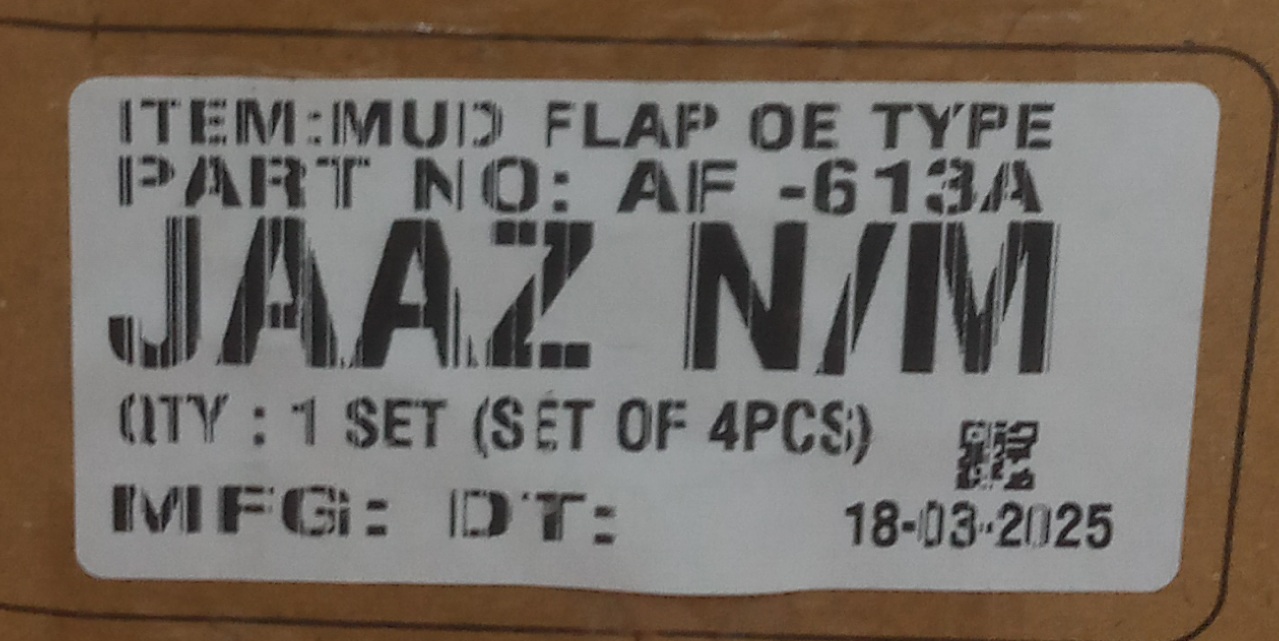 ITEM:MUD FLAP OE TYPE
PART NO: AF -613A
JAAZ N/M
QTY : 1 SET (SET OF 4PCS)
MFG: DT: 18-03-2025